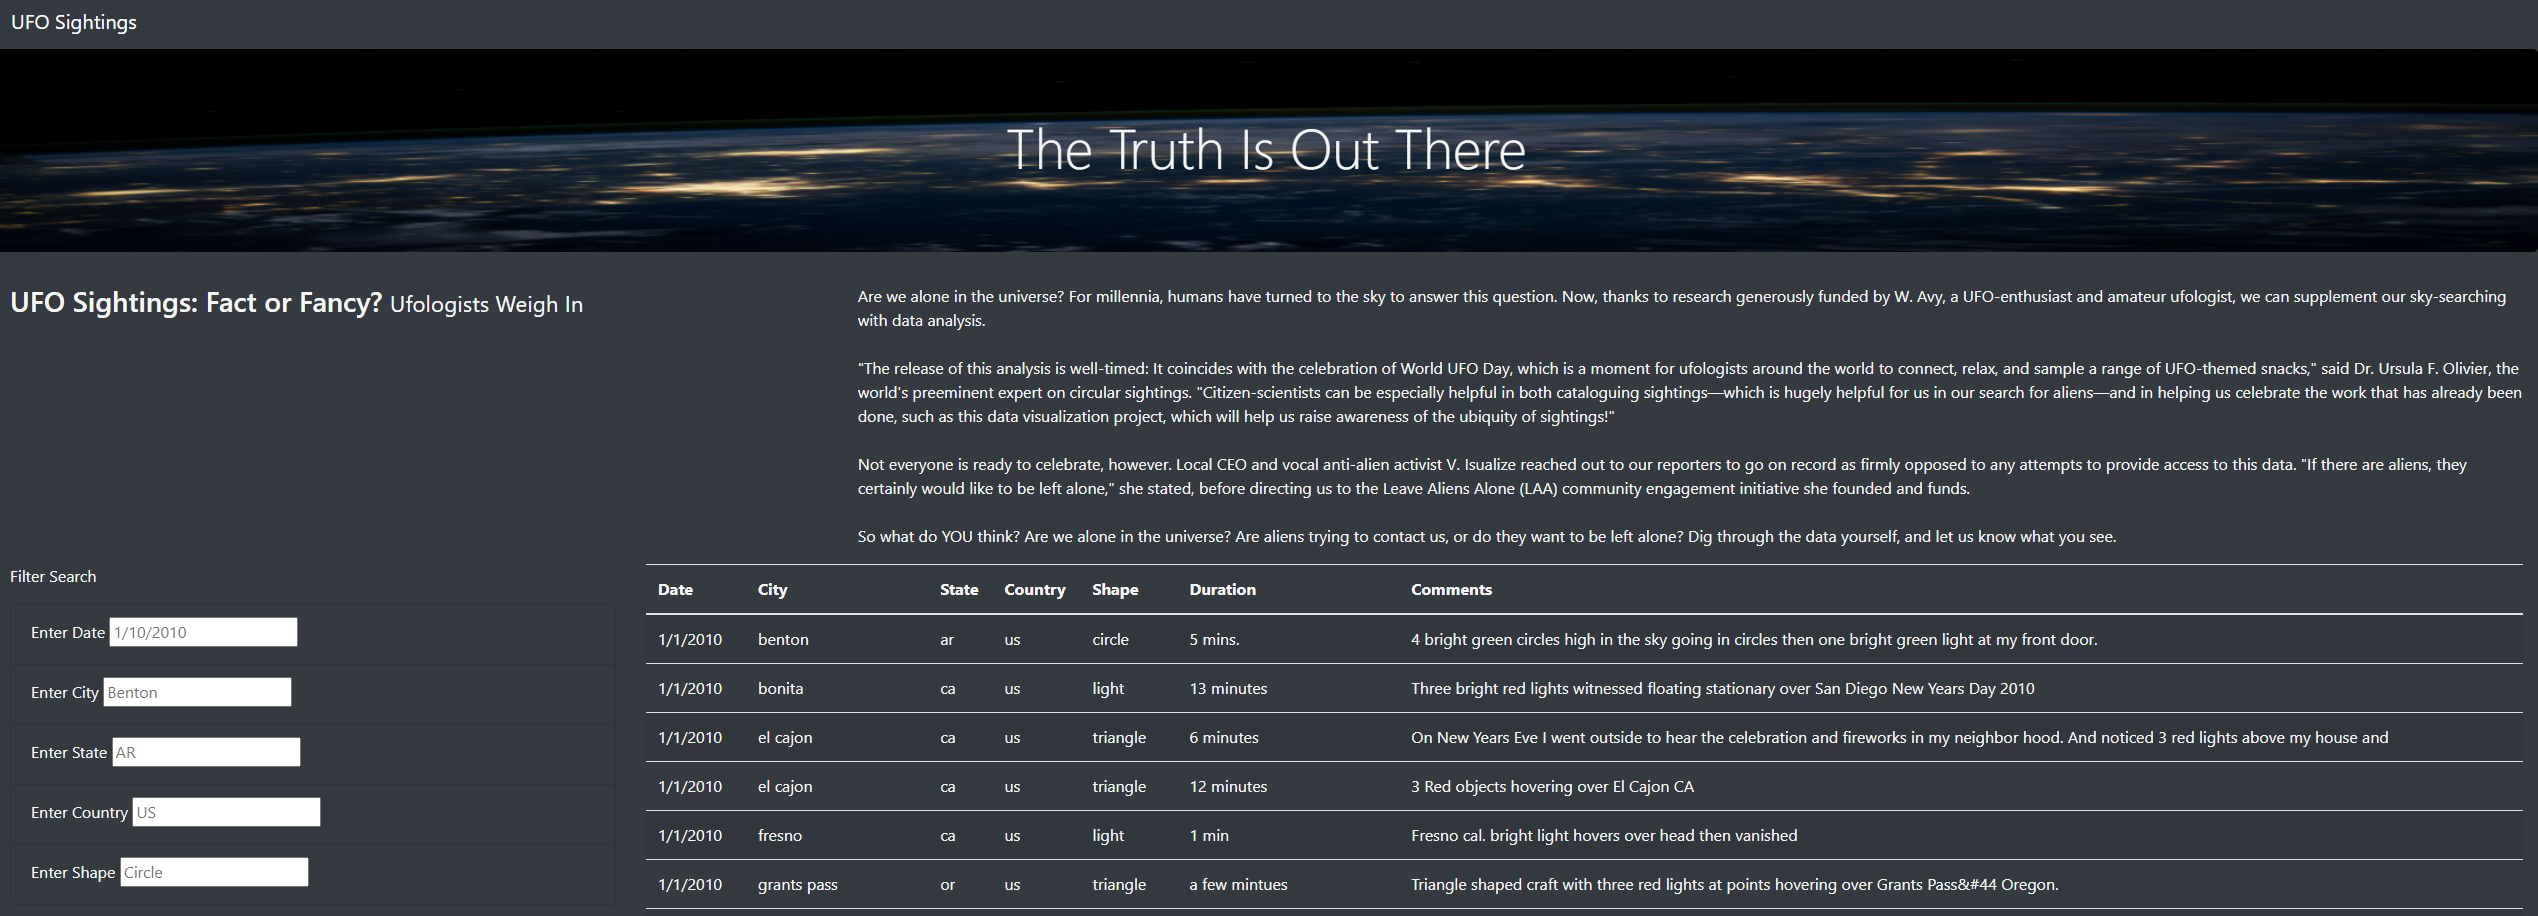 UFO Sightings
The Truth Is Out There
UFO Sightings: Fact or Fancy? Ufologists Weigh In
Are we alone in the universe? For millennia, humans have turned to the sky to answer this question. Now, thanks to research generously funded by W. Avy, a UFO-enthusiast and amateur ufologist, we can supplement our sky-searching
with data analysis.
"The release of this analysis is well-timed: It coincides with the celebration of World UFO Day, which is a moment for ufologists around the world to connect, relax, and sample a range of UFO-themed snacks," said Dr. Ursula F. Olivier, the
world's preeminent expert on circular sightings. "Citizen-scientists can be especially helpful in both cataloguing sightings—which is hugely helpful for us in our search for aliens—and in helping us celebrate the work that has already been
done, such as this data visualization project, which will help us raise awareness of the ubiquity of sightings!"
Not everyone is ready to celebrate, however. Local CEO and vocal anti-alien activist V. Isualize reached out to our reporters to go on record as firmly opposed to any attempts to provide access to this data. "If there are aliens, they
certainly would like to be left alone," she stated, before directing us to the Leave Aliens Alone (LAA) community engagement initiative she founded and funds.
So what do YOU think? Are we alone in the universe? Are aliens trying to contact us, or do they want to be left alone? Dig through the data yourself, and let us know what you see.
Filter Search
Enter Date 1/10/2010
Enter City Benton
Enter State AR
Enter Country US
Enter Shape Circle
Date City State Country Shape Duration Comments
1/1/2010 benton ar us circle 5 mins. 4 bright green circles high in the sky going in circles then one bright green light at my front door.
1/1/2010 bonita ca us light 13 minutes Three bright red lights witnessed floating stationary over San Diego New Years Day 2010
1/1/2010 el cajon ca us triangle 6 minutes On New Years Eve I went outside to hear the celebration and fireworks in my neighbor hood. And noticed 3 red lights above my house and
1/1/2010 el cajon ca us triangle 12 minutes 3 Red objects hovering over El Cajon CA
1/1/2010 fresno ca us light 1 min Fresno cal. bright light hovers over head then vanished
1/1/2010 grants pass or us triangle a few mintues Triangle shaped craft with three red lights at points hovering over Grants Pass&#44 Oregon.